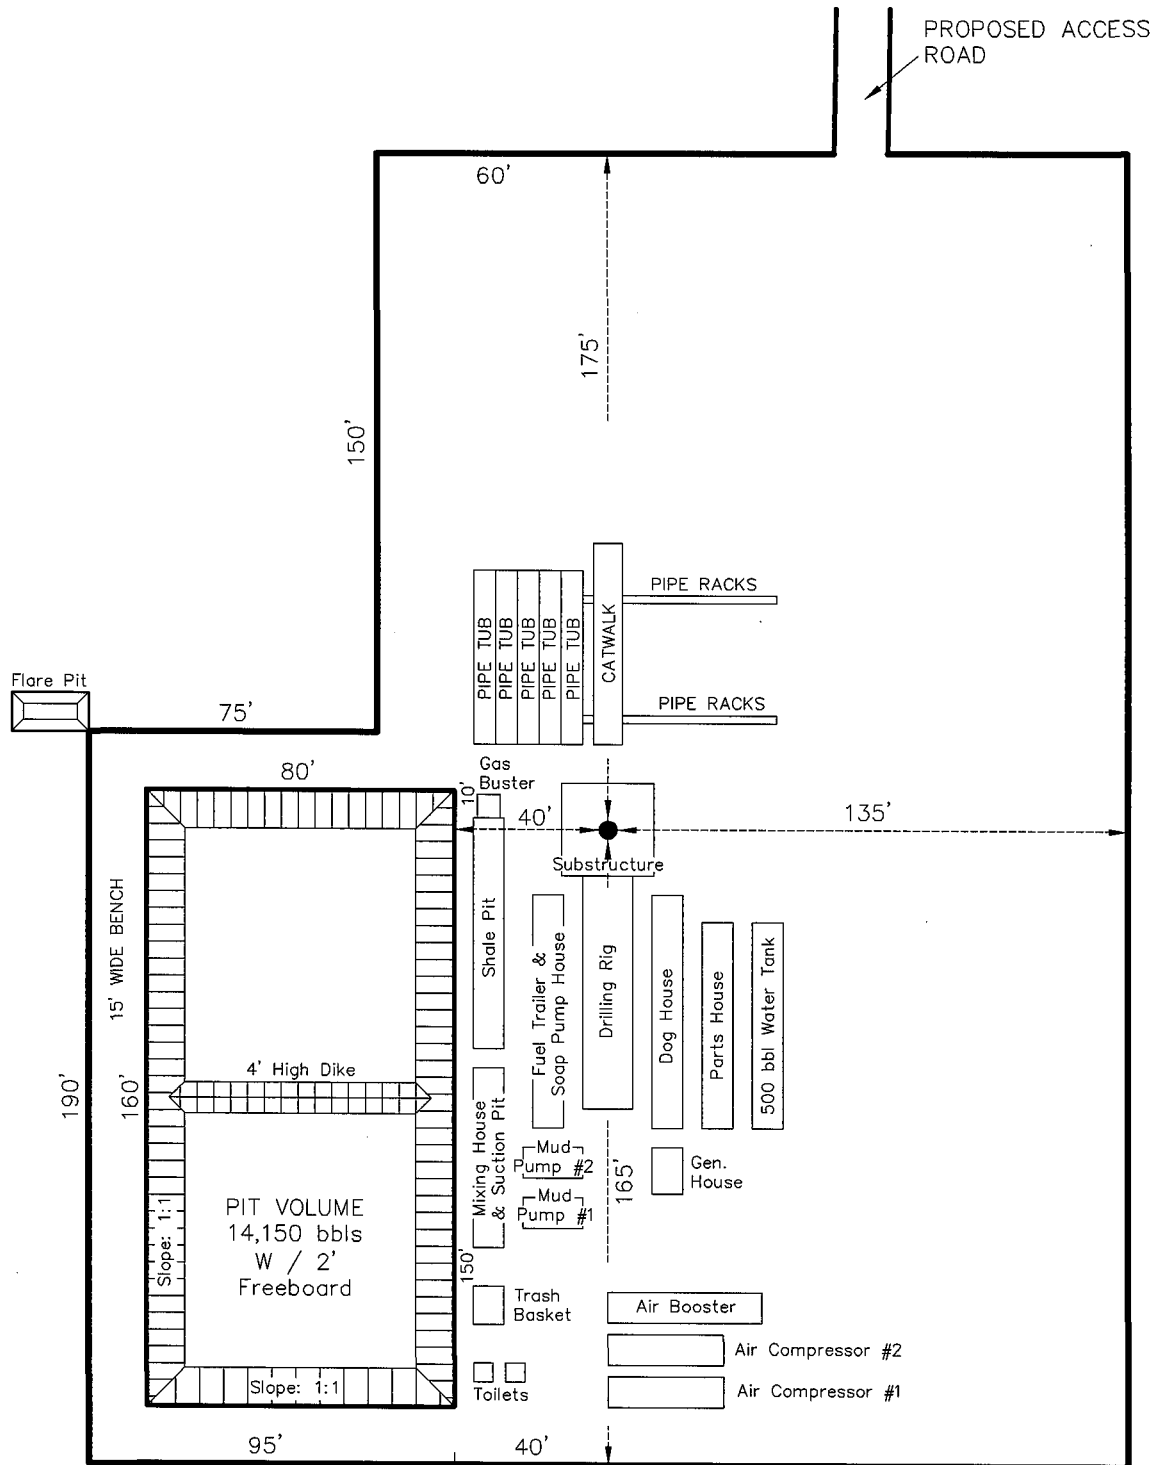 PROPOSED ACCESS
ROAD
60'
175'
150'
PIPE RACKS
PIPE TUB
PIPE TUB
PIPE TUB
PIPE TUB
PIPE TUB
CATWALK
PIPE RACKS
Flare Pit
75'
80'
Gas
Buster
10'
40'
135'
Substructure
15' WIDE BENCH
Shale Pit
Fuel Trailer &
Soap Pump House
Drilling Rig
Dog House
Parts House
500 bbl Water Tank
4' High Dike
190'
160'
Mixing House
& Suction Pit
Mud
Pump #2
Mud
Pump #1
165'
Gen.
House
PIT VOLUME
14,150 bbls
W / 2'
Freeboard
Slope: 1:1
150'
Trash
Basket
Air Booster
Air Compressor #2
Slope: 1:1
Toilets
Air Compressor #1
95'
40'